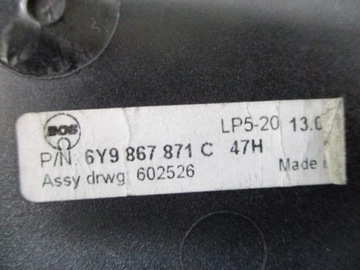 BOS
LP5-20 13.0
P/N: 6Y9 867 871 C 47H
Assy drwg: 602526 Made i